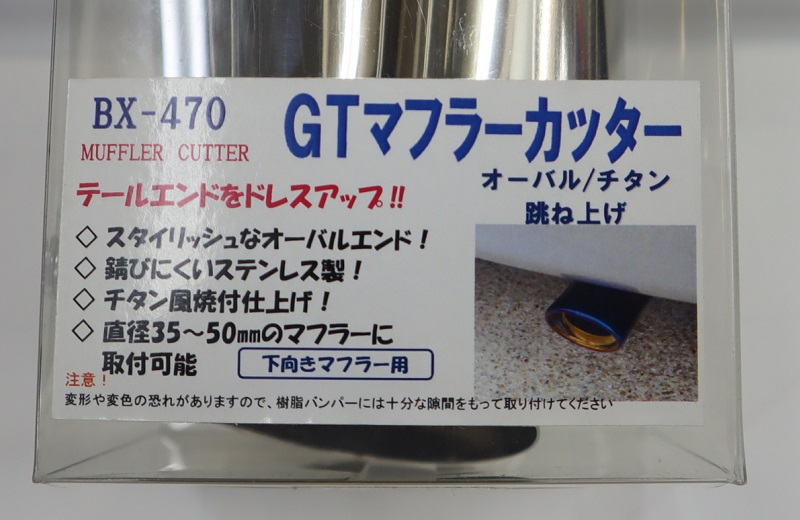 BX-470
MUFFLER CUTTER
GTマフラーカッター
オーバル/チタン
跳ね上げ
テールエンドをドレスアップ!!
◇ スタイリッシュなオーバルエンド!
◇ 錆びにくいステンレス製!
◇ チタン風焼付仕上げ!
◇ 直径35～50㎜のマフラーに
取付可能
下向きマフラー用
注意!
変形や変色の恐れがありますので、樹脂バンパーには十分な隙間をもって取り付けてください